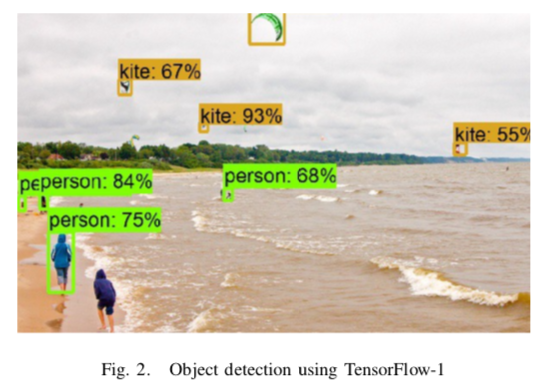 kite: 67%
kite: 93%
kite: 55%
person: 84%
person: 68%
person: 75%
Fig. 2. Object detection using TensorFlow-1